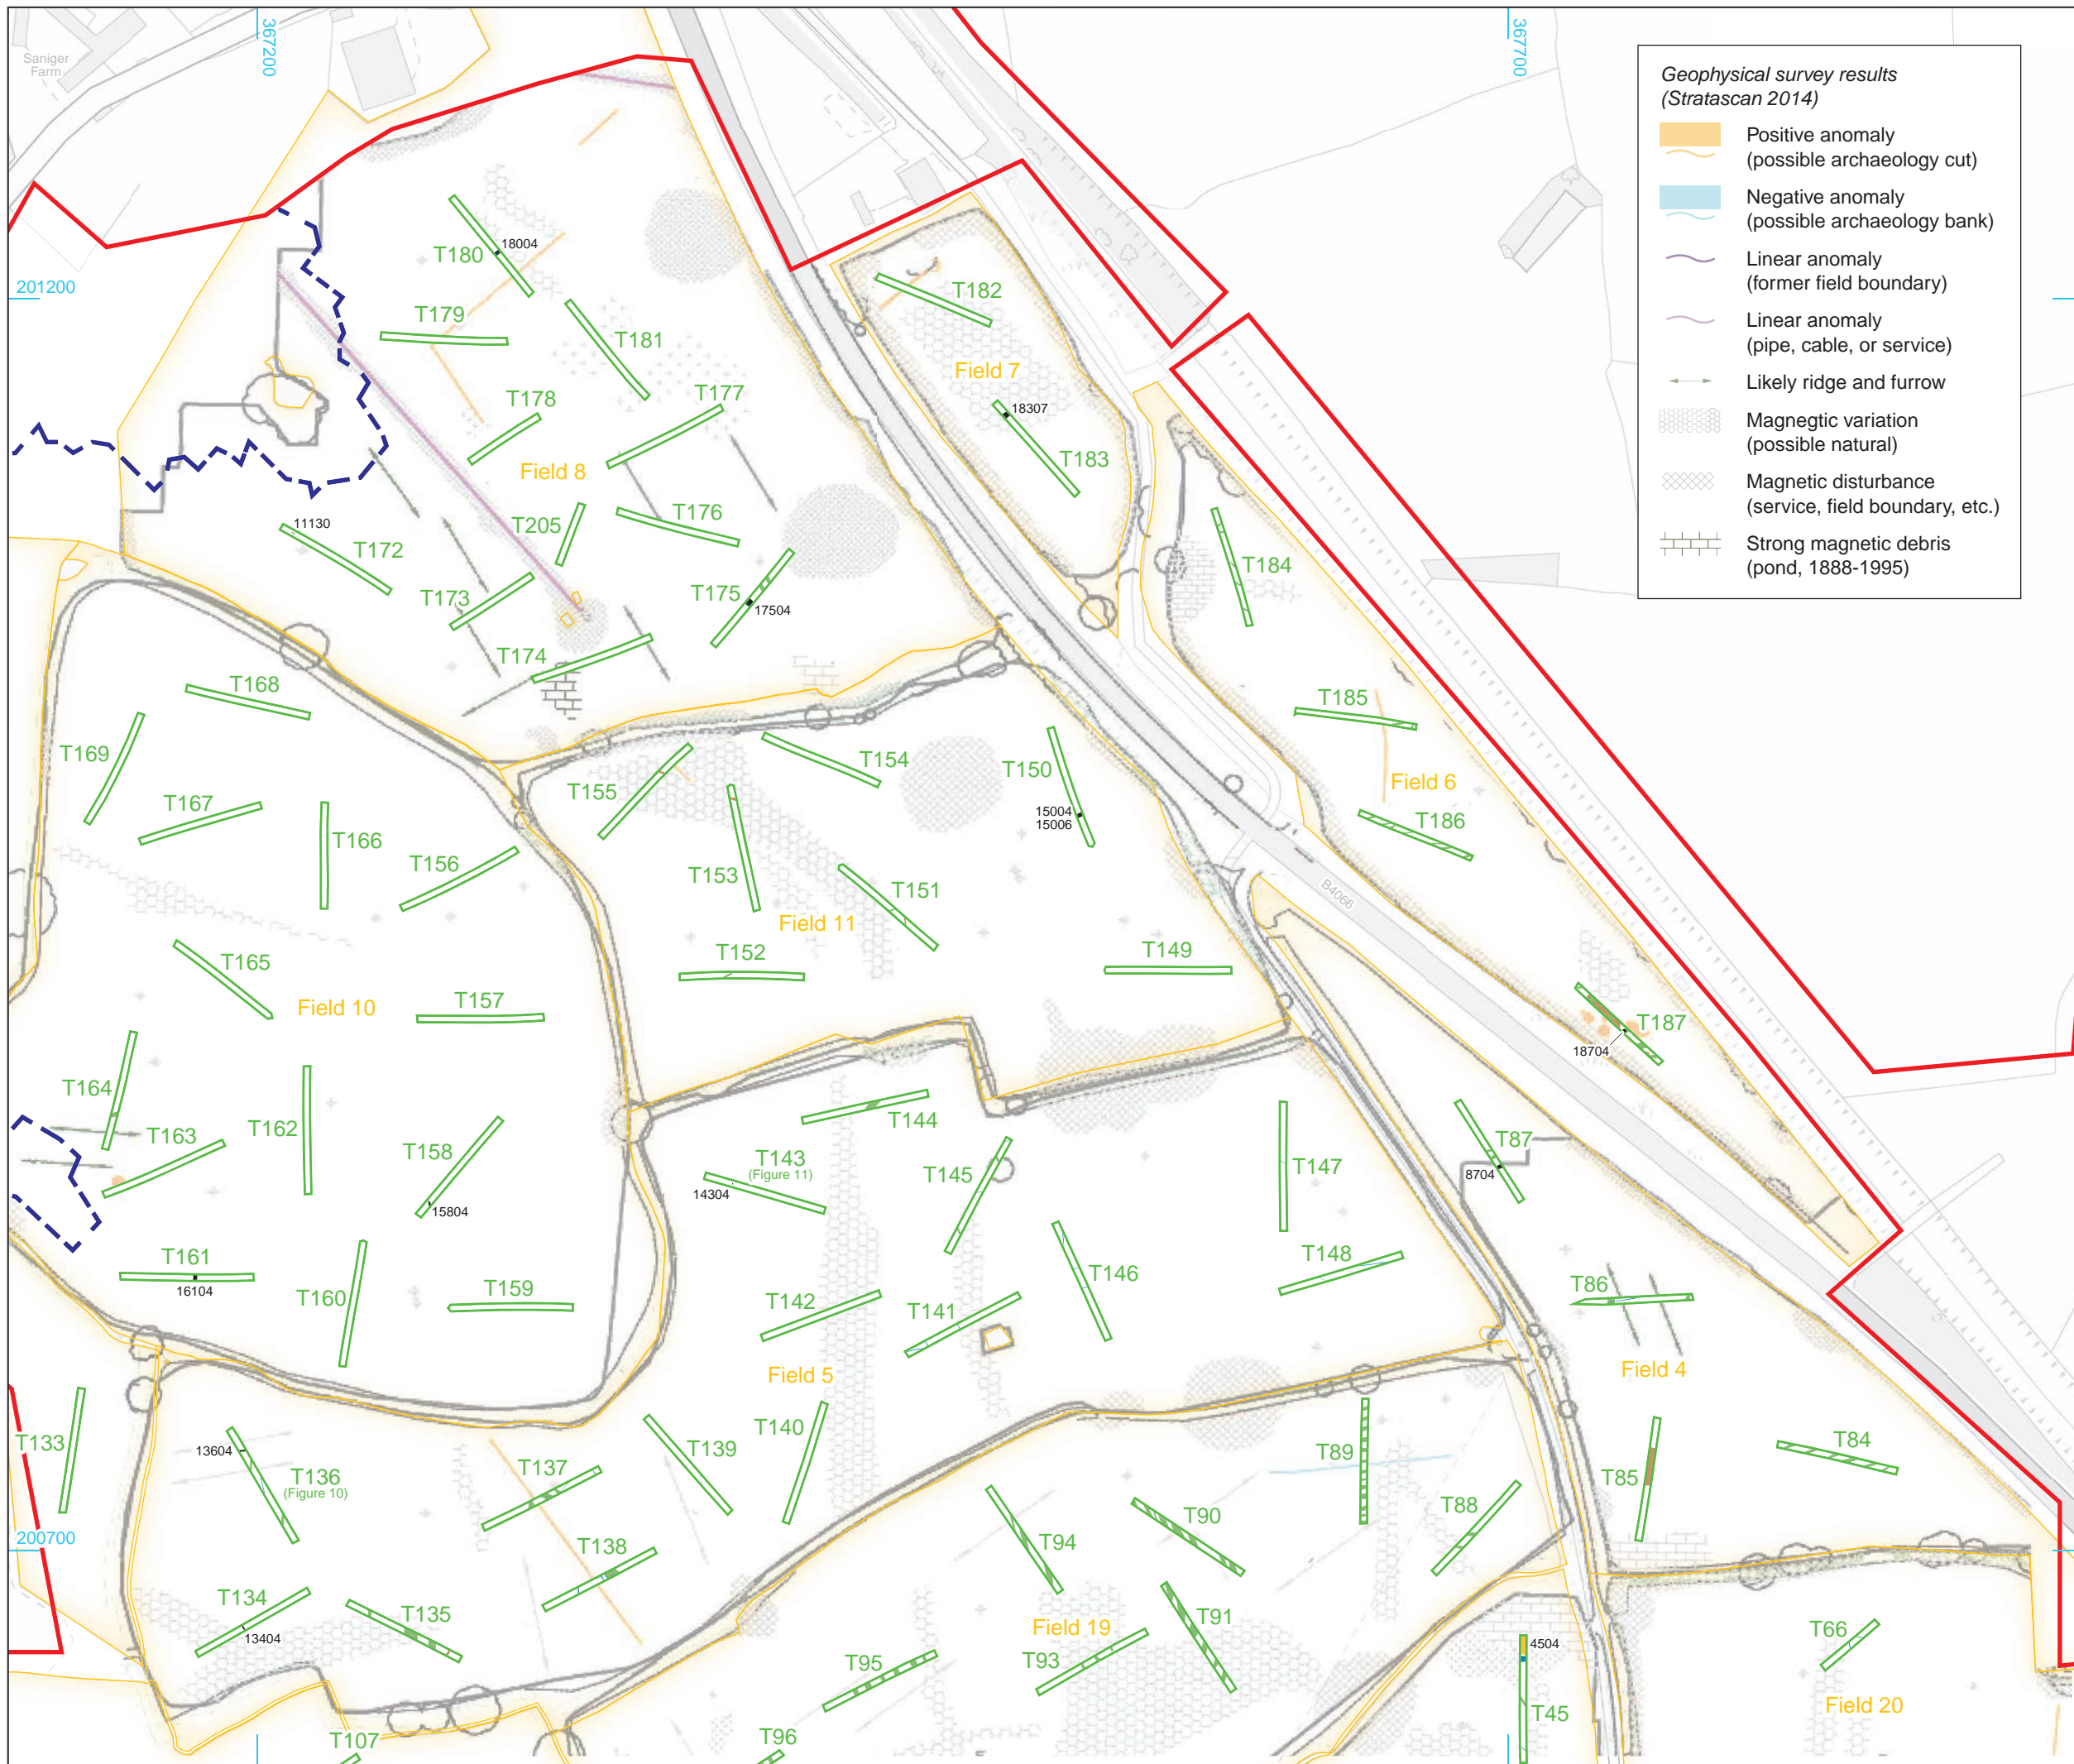 Saniger
Farm
367200
367700
201200
200700
Geophysical survey results
(Stratascan 2014)
Positive anomaly
(possible archaeology cut)
Negative anomaly
(possible archaeology bank)
Linear anomaly
(former field boundary)
Linear anomaly
(pipe, cable, or service)
Likely ridge and furrow
Magnegtic variation
(possible natural)
Magnetic disturbance
(service, field boundary, etc.)
Strong magnetic debris
(pond, 1888-1995)
T180
18004
T179
T181
T182
Field 7
T178
T177
18307
T183
Field 8
T205
T176
11130
T172
T184
T173
T175
17504
T174
T168
T185
T169
T155
T154
T150
Field 6
T167
15004
15006
T186
T166
T156
T153
T151
B4066
Field 11
T165
T152
T149
Field 10
T157
T187
18704
T164
T144
T163
T162
T158
T143
(Figure 11)
T145
T147
T87
14304
8704
15804
T148
T161
16104
T160
T159
T142
T141
T146
T86
Field 5
Field 4
T133
13604
T136
(Figure 10)
T137
T139
T140
T89
T88
T85
T84
T90
T94
T138
T134
13404
T135
Field 19
T91
T66
4504
T95
T93
T45
Field 20
T107
T96